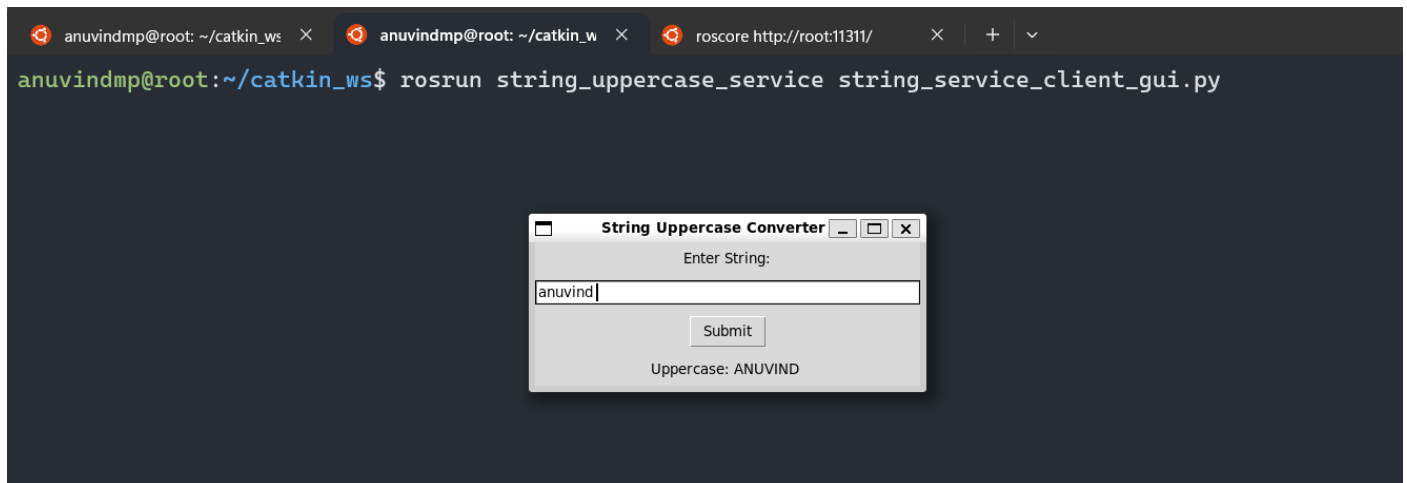 anuvindmp@root: ~/catkin_ws
anuvindmp@root: ~/catkin_w
roscore http://root:11311/
anuvindmp@root:~/catkin_ws$ rosrun string_uppercase_service string_service_client_gui.py
String Uppercase Converter
Enter String:
anuvind
Submit
Uppercase: ANUVIND